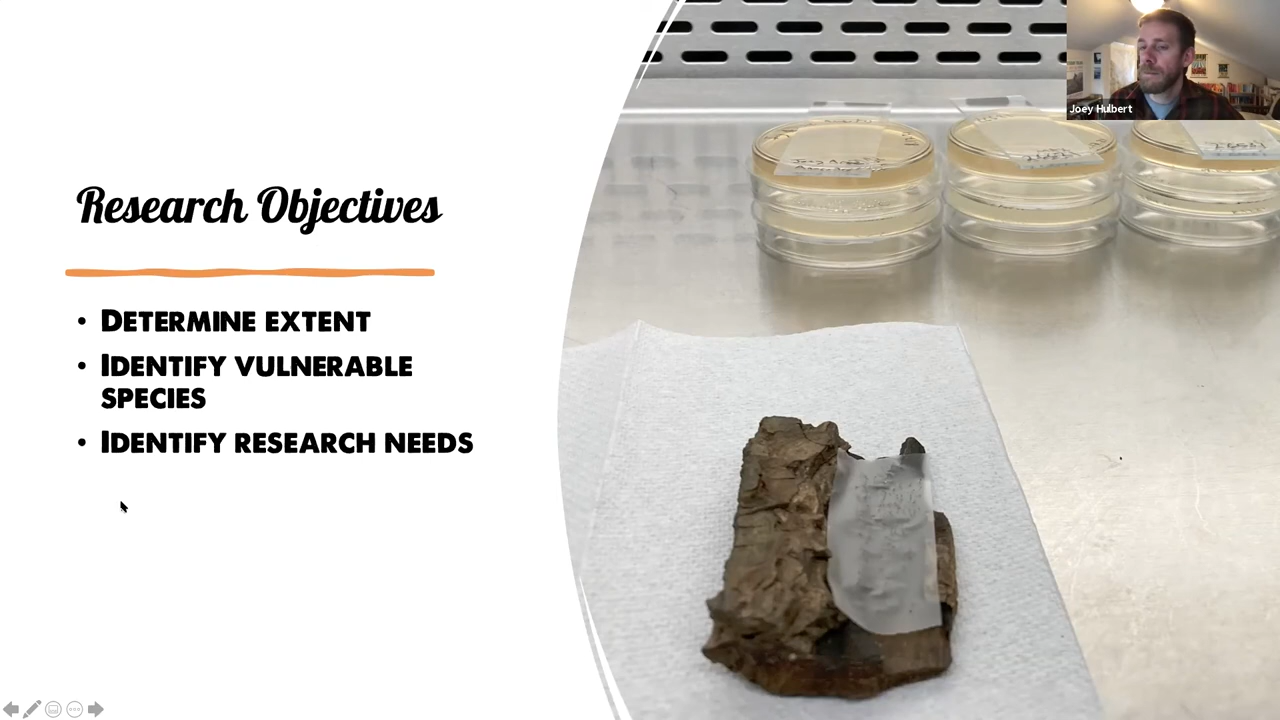 Research Objectives
• DETERMINE EXTENT
• IDENTIFY VULNERABLE
SPECIES
• IDENTIFY RESEARCH NEEDS
Joey Hulbert